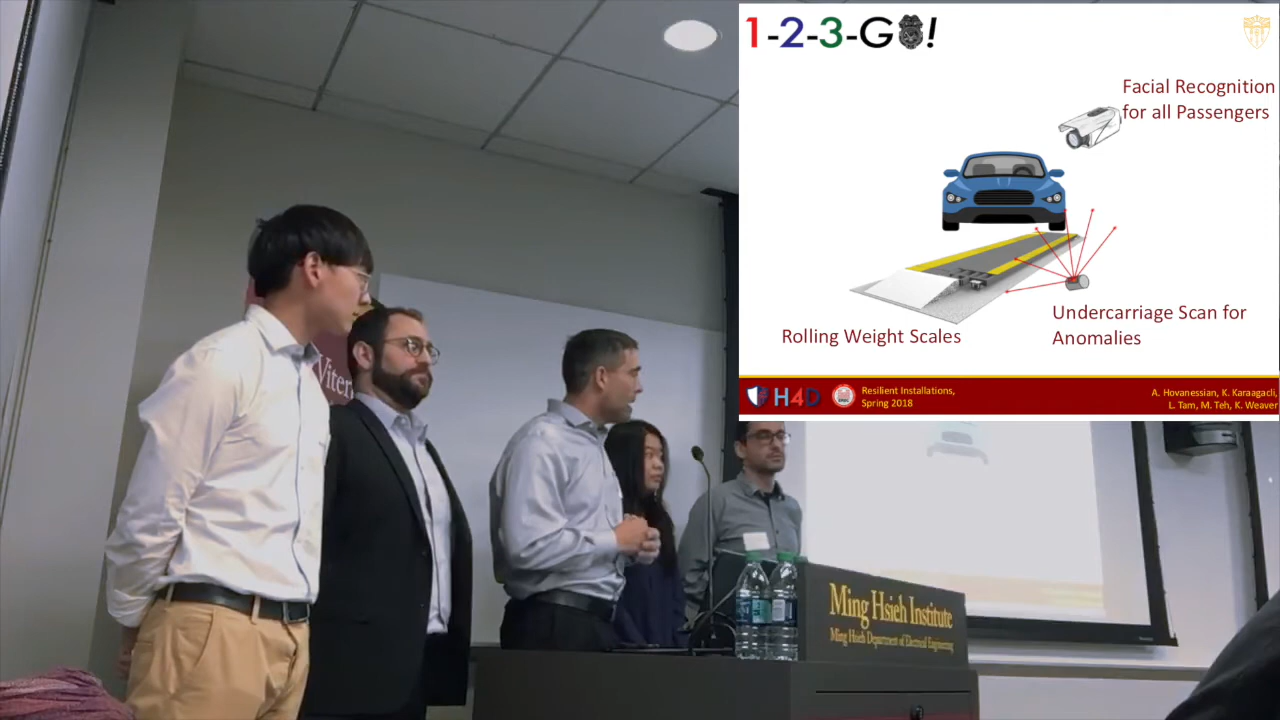 1-2-3-GO!
Facial Recognition
for all Passengers
Undercarriage Scan for
Anomalies
Rolling Weight Scales
H4D
Resilient Installations,
Spring 2018
A. Hovanessian, K. Karaagacli,
L. Tam, M. Teh, K. Weaver
Viter
Ming Hsieh Institute
Ming Hsieh Department of Electrical Engineering